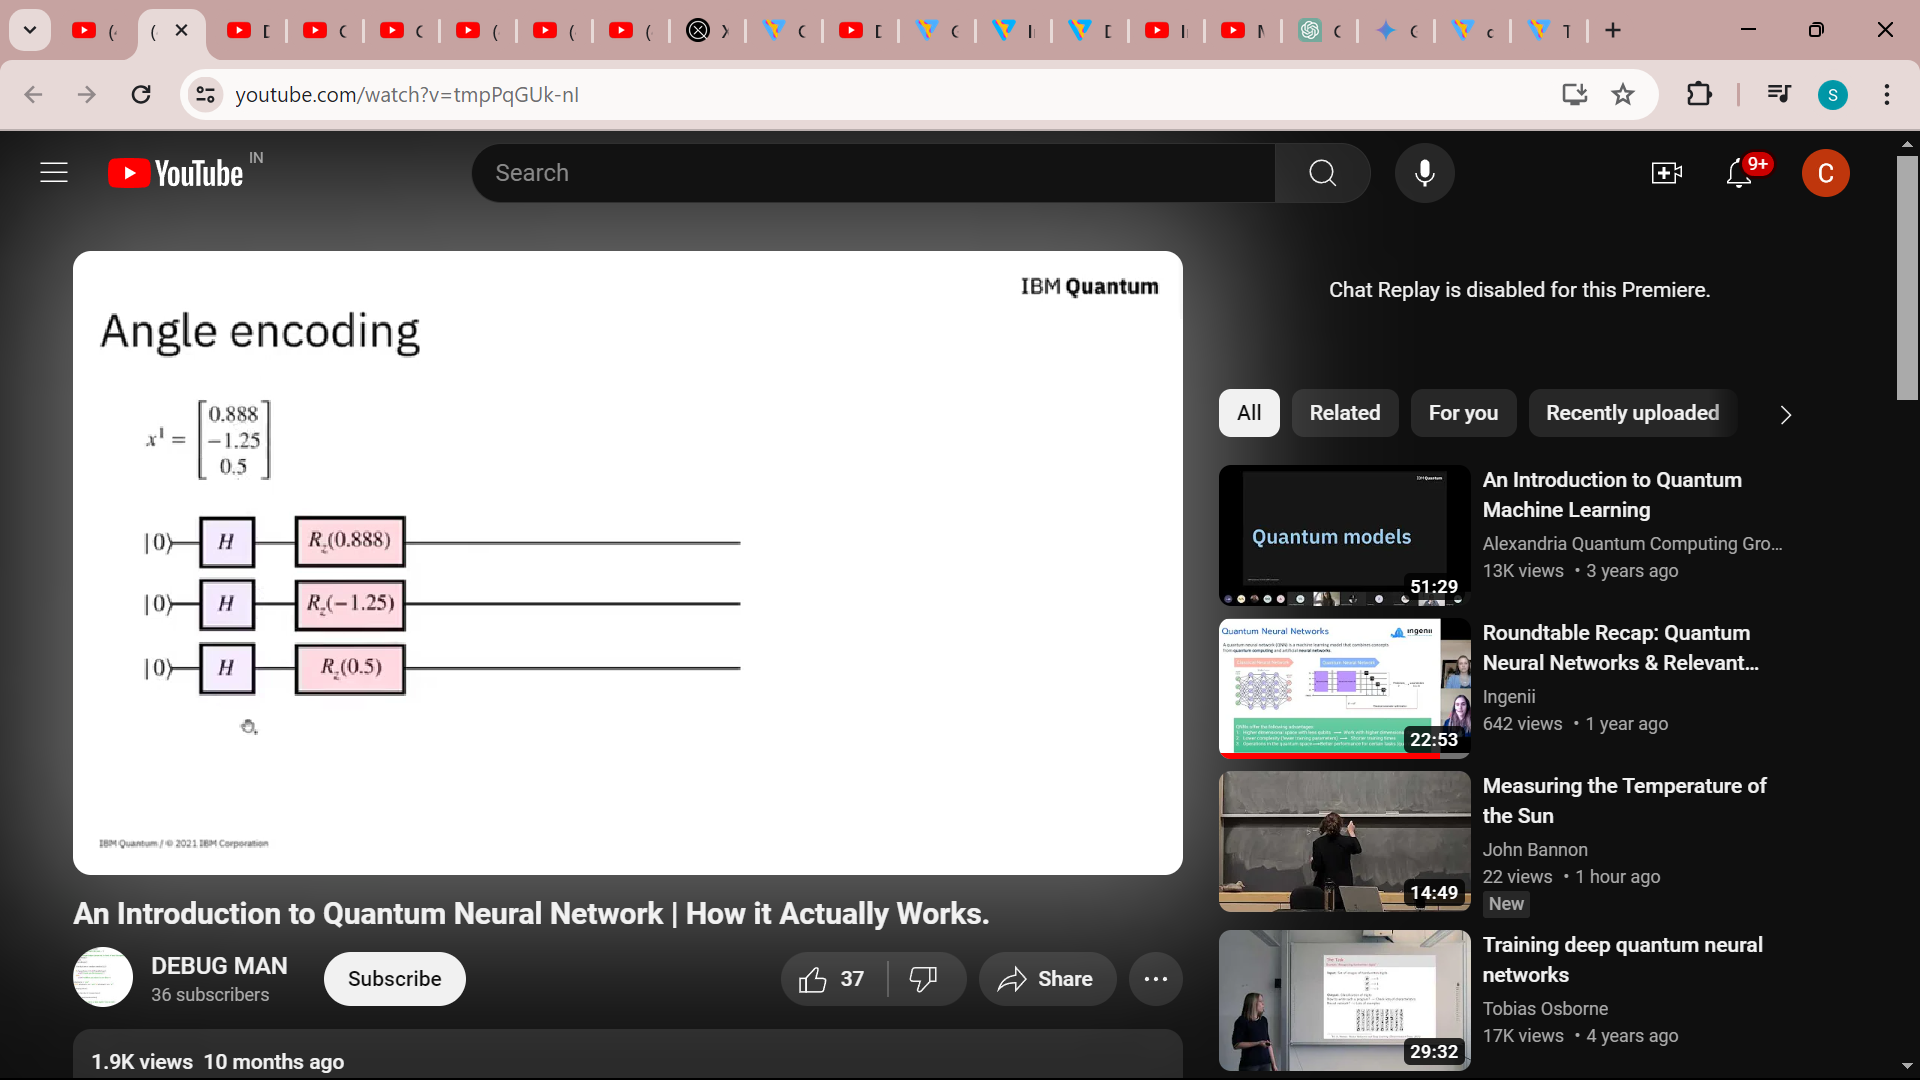 youtube.com/watch?v=tmpPqGUk-nI
S
YouTube IN
Search
9+
C
IBM Quantum
Angle encoding
x¹ = [0.888
−1.25
0.5]
|0⟩ H R_z(0.888)
|0⟩ H R_z(−1.25)
|0⟩ H R_z(0.5)
IBM Quantum / © 2021 IBM Corporation
An Introduction to Quantum Neural Network | How it Actually Works.
DEBUG MAN
36 subscribers
Subscribe
37
Share
1.9K views 10 months ago
Chat Replay is disabled for this Premiere.
All
Related
For you
Recently uploaded
Quantum models
51:29
An Introduction to Quantum
Machine Learning
Alexandria Quantum Computing Gro...
13K views • 3 years ago
Quantum Neural Networks
ingenii
22:53
Roundtable Recap: Quantum
Neural Networks & Relevant...
Ingenii
642 views • 1 year ago
14:49
Measuring the Temperature of
the Sun
John Bannon
22 views • 1 hour ago
New
29:32
Training deep quantum neural
networks
Tobias Osborne
17K views • 4 years ago